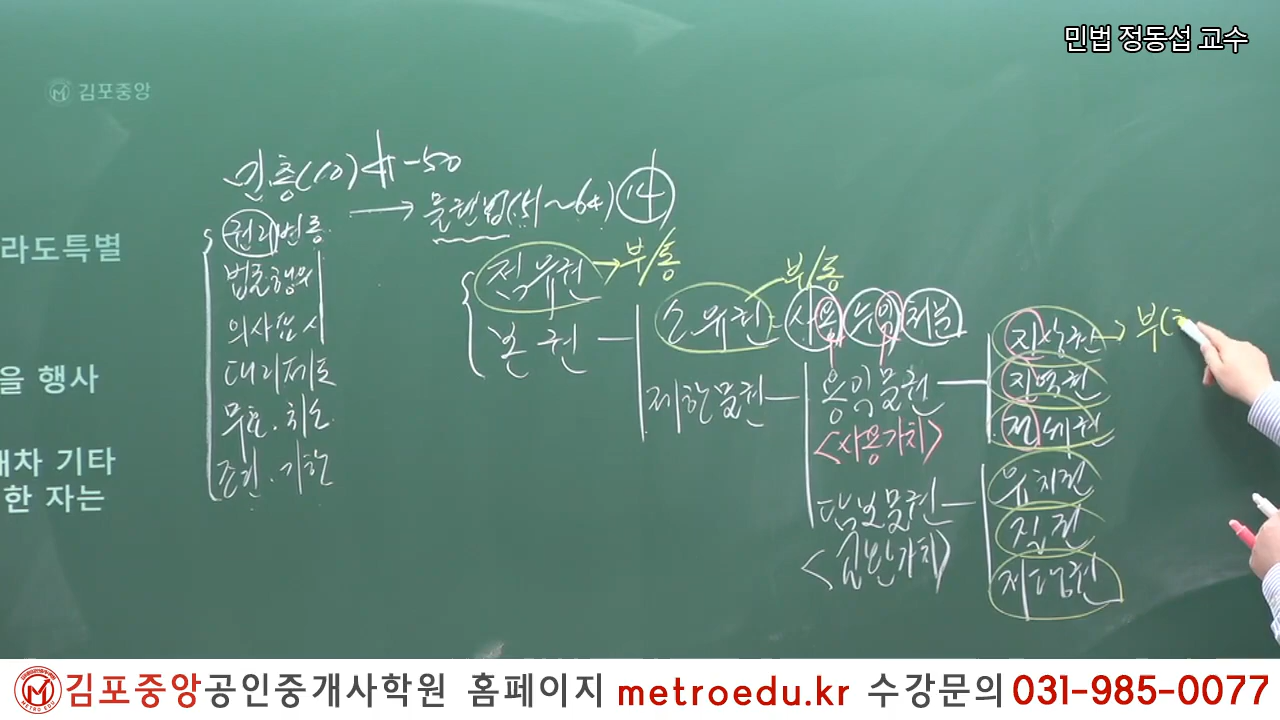 민법 정동섭 교수
김포중앙
민총(10) 41-50
→ 물권법(51~64) 14
권리변동
법률행위
의사표시
대리제도
무효·취소
조건·기한
점유권 → 부/동
본권
소유권 = 사용 수익 처분
부/동
제한물권
용익물권
<사용가치>
담보물권
<교환가치>
지상권 → 부(
지역권
전세권
유치권
질권
저당권
라도특별
을 행사
대차 기타
한 자는
김포중앙공인중개사학원 홈페이지 metroedu.kr 수강문의 031-985-0077
METRO EDU